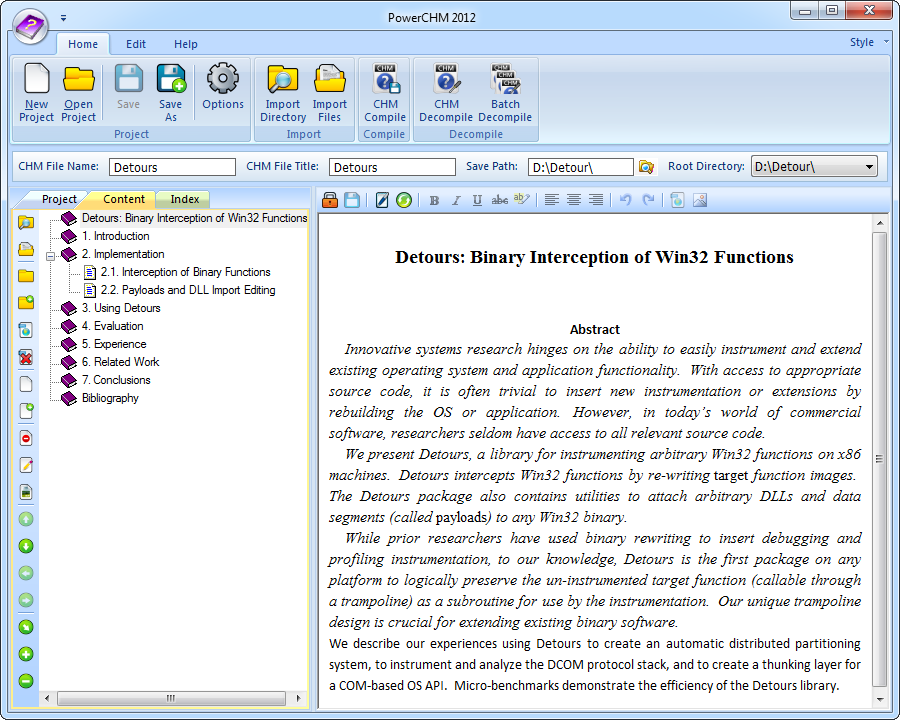 PowerCHM 2012
Home Edit Help Style
New Project
Open Project
Save
Save As
Options
Import Directory
Import Files
CHM Compile
CHM Decompile
Batch Decompile
Project Import Compile Decompile
CHM File Name: Detours CHM File Title: Detours Save Path: D:\Detour\ Root Directory: D:\Detour\
Project Content Index
Detours: Binary Interception of Win32 Functions
1. Introduction
2. Implementation
2.1. Interception of Binary Functions
2.2. Payloads and DLL Import Editing
3. Using Detours
4. Evaluation
5. Experience
6. Related Work
7. Conclusions
Bibliography
B I U abc ab
Detours: Binary Interception of Win32 Functions
Abstract
Innovative systems research hinges on the ability to easily instrument and extend
existing operating system and application functionality. With access to appropriate
source code, it is often trivial to insert new instrumentation or extensions by
rebuilding the OS or application. However, in today's world of commercial
software, researchers seldom have access to all relevant source code.
We present Detours, a library for instrumenting arbitrary Win32 functions on x86
machines. Detours intercepts Win32 functions by re-writing target function images.
The Detours package also contains utilities to attach arbitrary DLLs and data
segments (called payloads) to any Win32 binary.
While prior researchers have used binary rewriting to insert debugging and
profiling instrumentation, to our knowledge, Detours is the first package on any
platform to logically preserve the un-instrumented target function (callable through
a trampoline) as a subroutine for use by the instrumentation. Our unique trampoline
design is crucial for extending existing binary software.
We describe our experiences using Detours to create an automatic distributed partitioning
system, to instrument and analyze the DCOM protocol stack, and to create a thunking layer for
a COM-based OS API. Micro-benchmarks demonstrate the efficiency of the Detours library.